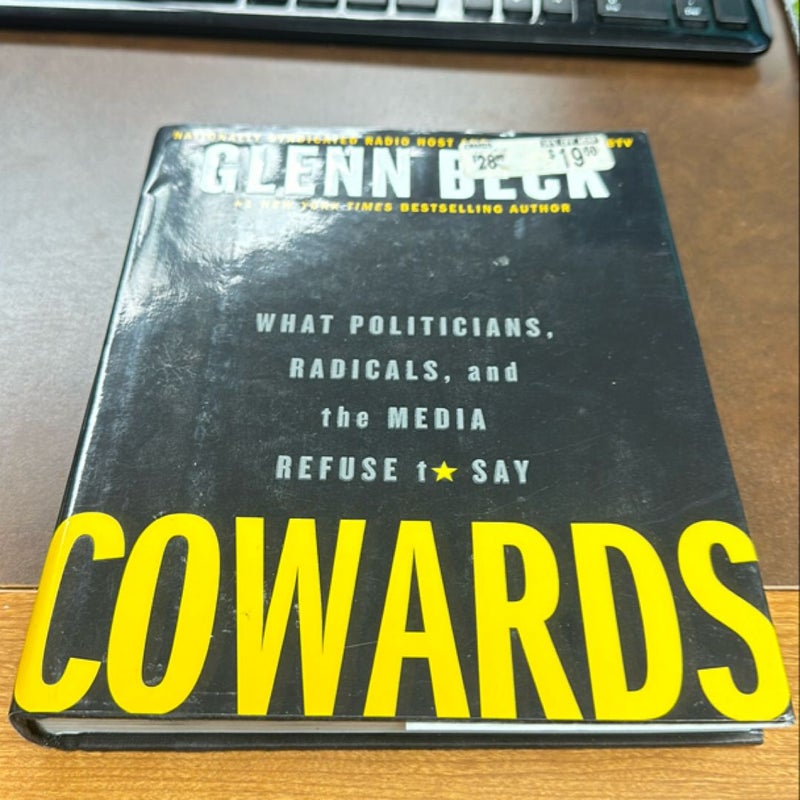 NATIONALLY SYNDICATED RADIO HOST
GLENN BECK
$28
$19
#1 NEW YORK TIMES BESTSELLING AUTHOR
WHAT POLITICIANS,
RADICALS, and
the MEDIA
REFUSE t★ SAY
COWARDS